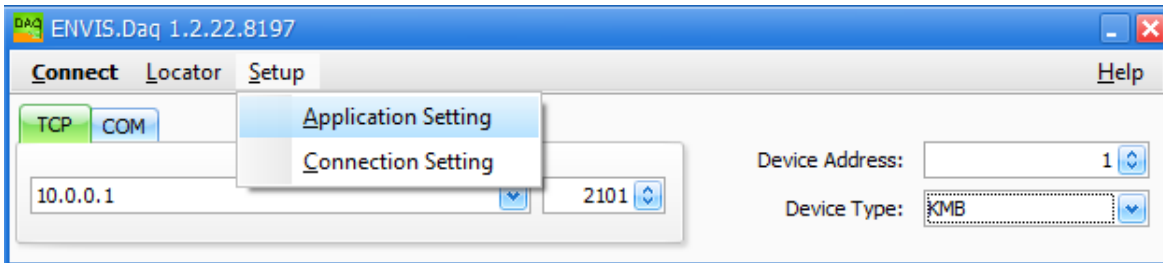 DAQ ENVIS.Daq 1.2.22.8197
Connect Locator Setup Help
Application Setting
Connection Setting
TCP COM
10.0.0.1 2101
Device Address: 1
Device Type: KMB